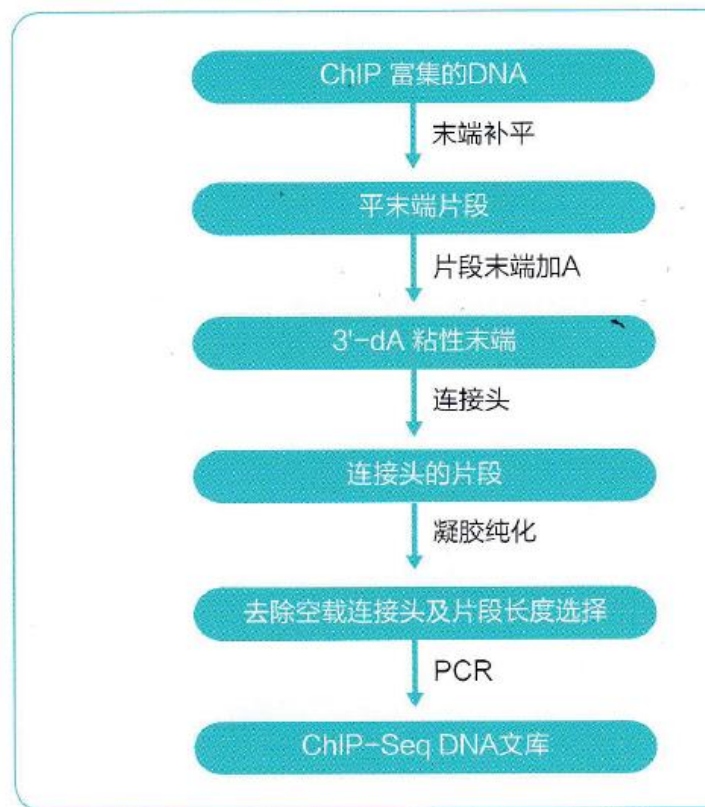 ChIP 富集的DNA
末端补平
平末端片段
片段末端加A
3'-dA 粘性末端
连接头
连接头的片段
凝胶纯化
去除空载连接头及片段长度选择
PCR
ChIP-Seq DNA文库